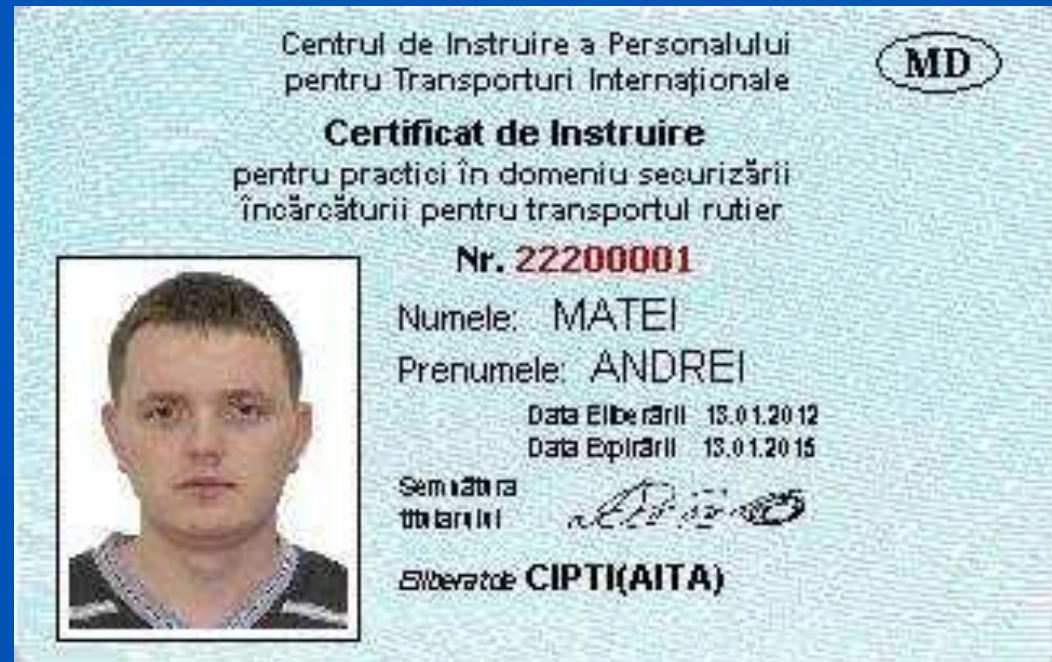 Centrul de Instruire a Personalului
pentru Transporturi Internaționale
MD
Certificat de Instruire
pentru practici în domeniu securizării
încărcăturii pentru transportul rutier
Nr. 22200001
Numele: MATEI
Prenumele: ANDREI
Data Eliberării 13.01.2012
Data Expirării 13.01.2015
Semnătura
titularului
Eliberat de CIPTI(AITA)